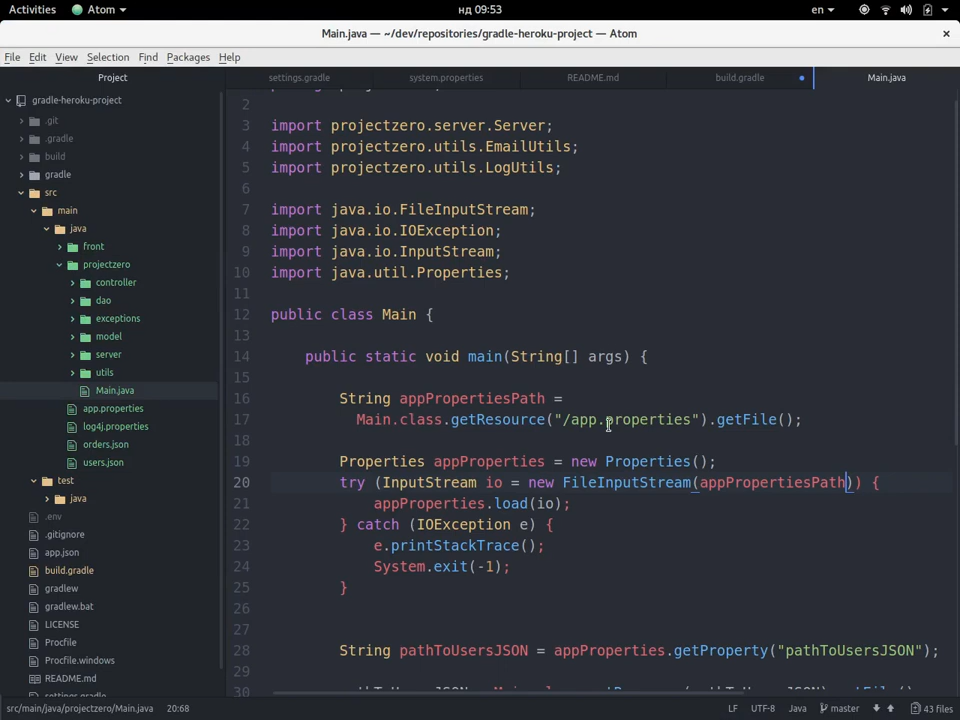 Activities Atom нд 09:53 en
Main.java — ~/dev/repositories/gradle-heroku-project — Atom
File Edit View Selection Find Packages Help
Project settings.gradle system.properties README.md build.gradle Main.java
gradle-heroku-project
.git
.gradle
build
gradle
src
main
java
front
projectzero
controller
dao
exceptions
model
server
utils
Main.java
app.properties
log4j.properties
orders.json
users.json
test
java
.env
.gitignore
app.json
build.gradle
gradlew
gradlew.bat
LICENSE
Procfile
Procfile.windows
README.md
settings.gradle
2
3 import projectzero.server.Server;
4 import projectzero.utils.EmailUtils;
5 import projectzero.utils.LogUtils;
6
7 import java.io.FileInputStream;
8 import java.io.IOException;
9 import java.io.InputStream;
10 import java.util.Properties;
11
12 public class Main {
13
14 public static void main(String[] args) {
15
16 String appPropertiesPath =
17 Main.class.getResource("/app.properties").getFile();
18
19 Properties appProperties = new Properties();
20 try (InputStream io = new FileInputStream(appPropertiesPath)) {
21 appProperties.load(io);
22 } catch (IOException e) {
23 e.printStackTrace();
24 System.exit(-1);
25 }
26
27
28 String pathToUsersJSON = appProperties.getProperty("pathToUsersJSON");
29
30
src/main/java/projectzero/Main.java 20:68 LF UTF-8 Java master 43 files